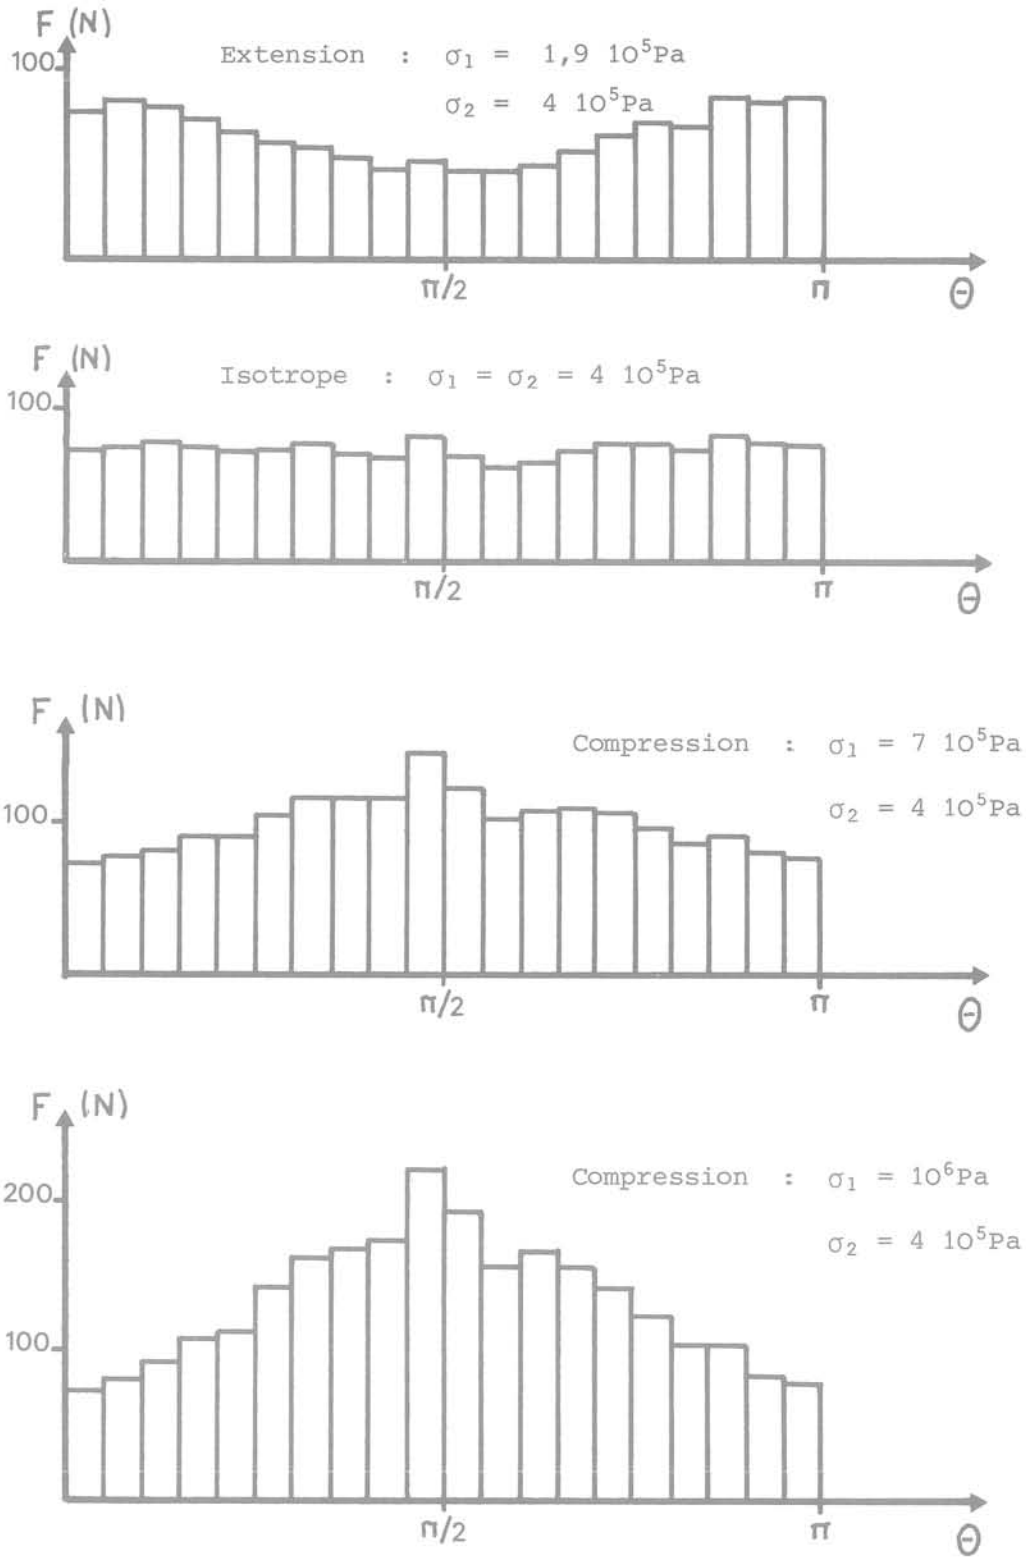 F (N)
Extension : σ₁ = 1,9 10⁵Pa
100
σ₂ = 4 10⁵Pa
π/2
π
θ
F (N)
Isotrope : σ₁ = σ₂ = 4 10⁵Pa
100
π/2
π
θ
F (N)
Compression : σ₁ = 7 10⁵Pa
100
σ₂ = 4 10⁵Pa
π/2
π
θ
F (N)
Compression : σ₁ = 10⁶Pa
200
σ₂ = 4 10⁵Pa
100
π/2
π
θ